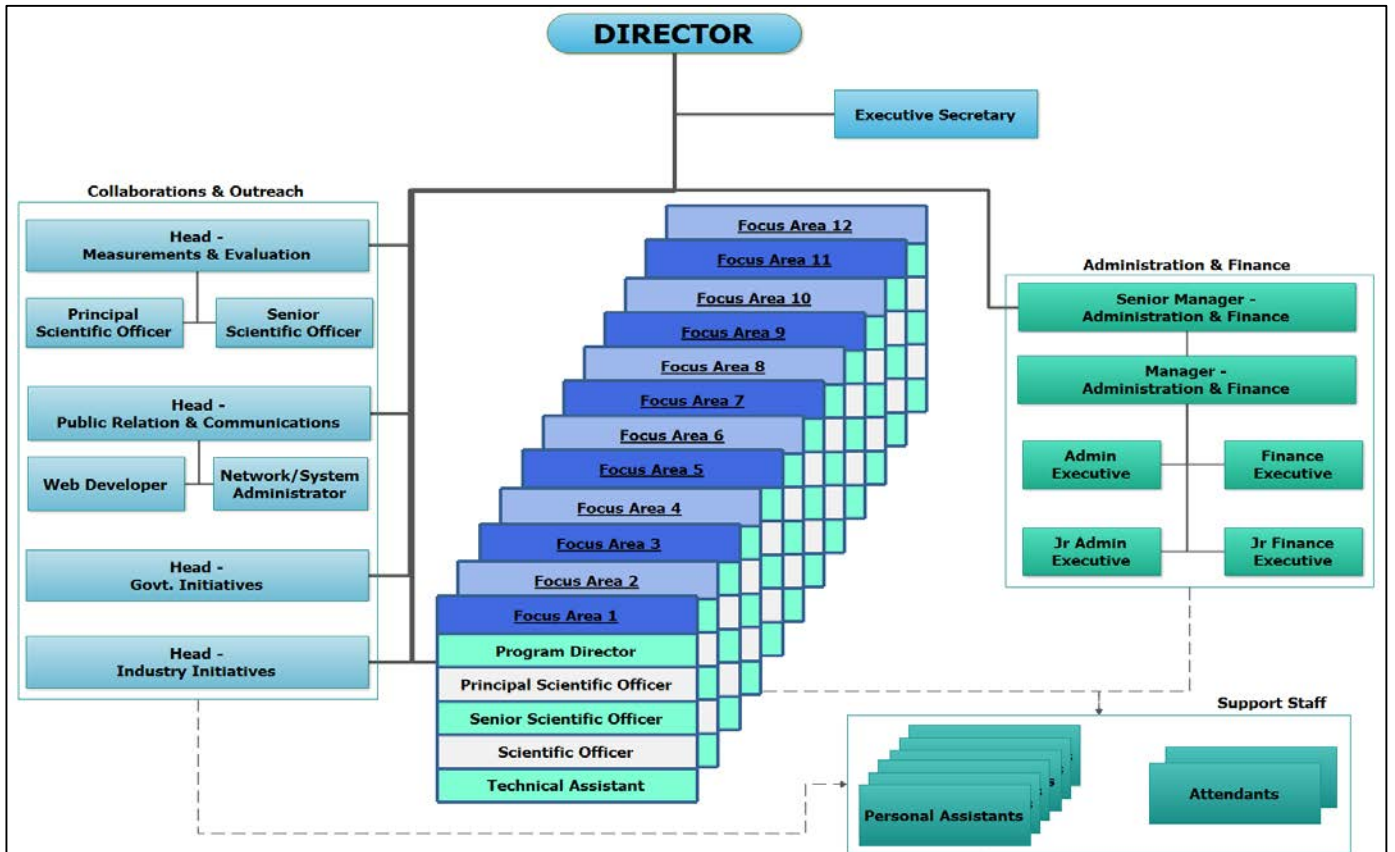 DIRECTOR
Executive Secretary
Collaborations & Outreach
Head -
Measurements & Evaluation
Principal
Scientific Officer
Senior
Scientific Officer
Head -
Public Relation & Communications
Web Developer
Network/System
Administrator
Head -
Govt. Initiatives
Head -
Industry Initiatives
Focus Area 12
Focus Area 11
Focus Area 10
Focus Area 9
Focus Area 8
Focus Area 7
Focus Area 6
Focus Area 5
Focus Area 4
Focus Area 3
Focus Area 2
Focus Area 1
Program Director
Principal Scientific Officer
Senior Scientific Officer
Scientific Officer
Technical Assistant
Administration & Finance
Senior Manager -
Administration & Finance
Manager -
Administration & Finance
Admin
Executive
Finance
Executive
Jr Admin
Executive
Jr Finance
Executive
Support Staff
Personal Assistants
Attendants